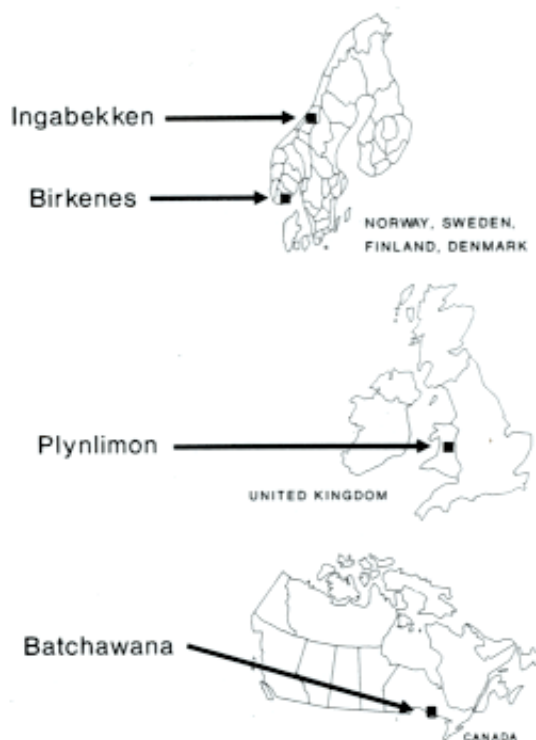 Ingabekken
Birkenes
NORWAY, SWEDEN,
FINLAND, DENMARK
Plynlimon
UNITED KINGDOM
Batchawana
CANADA